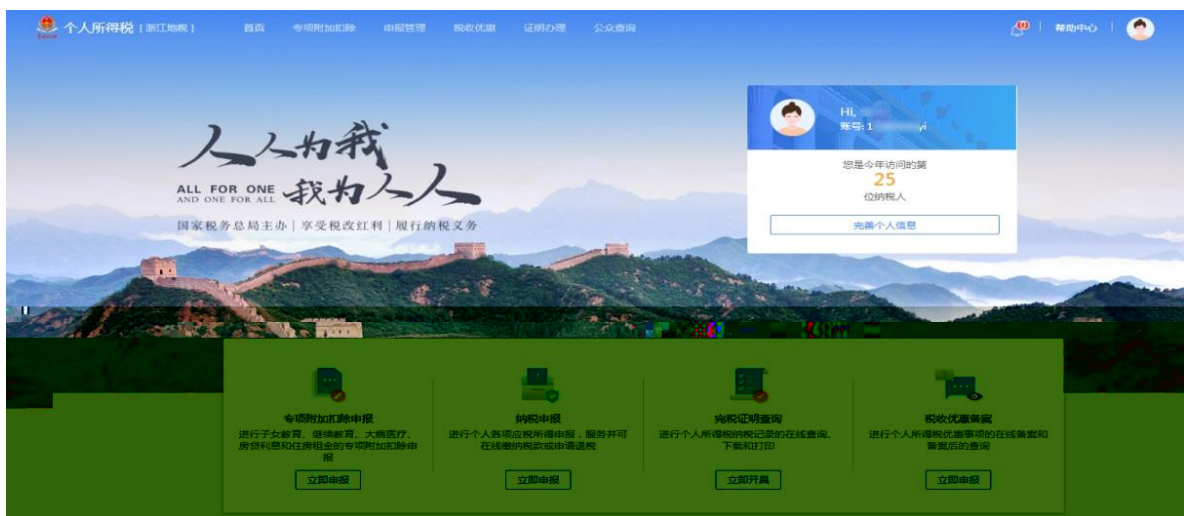 个人所得税 [ 浙江地税 ] 首页 专项附加扣除 申报管理 税收优惠 证明办理 公众查询 帮助中心
人人为我
ALL FOR ONE
AND ONE FOR ALL
我为人人
国家税务总局主办 | 享受税改红利 | 履行纳税义务
Hi,
账号: 1 yi
您是今年访问的第
25
位纳税人
完善个人信息
专项附加扣除申报
进行子女教育、继续教育、大病医疗、
房贷利息和住房租金的专项附加扣除申
报
立即申报
纳税申报
进行个人各项应税所得申报，服务并可
在线缴纳税款或申请退税
立即申报
完税证明查询
进行个人所得税纳税记录的在线查询、
下载和打印
立即开具
税收优惠备案
进行个人所得税优惠事项的在线备案和
备案后的查询
立即申报